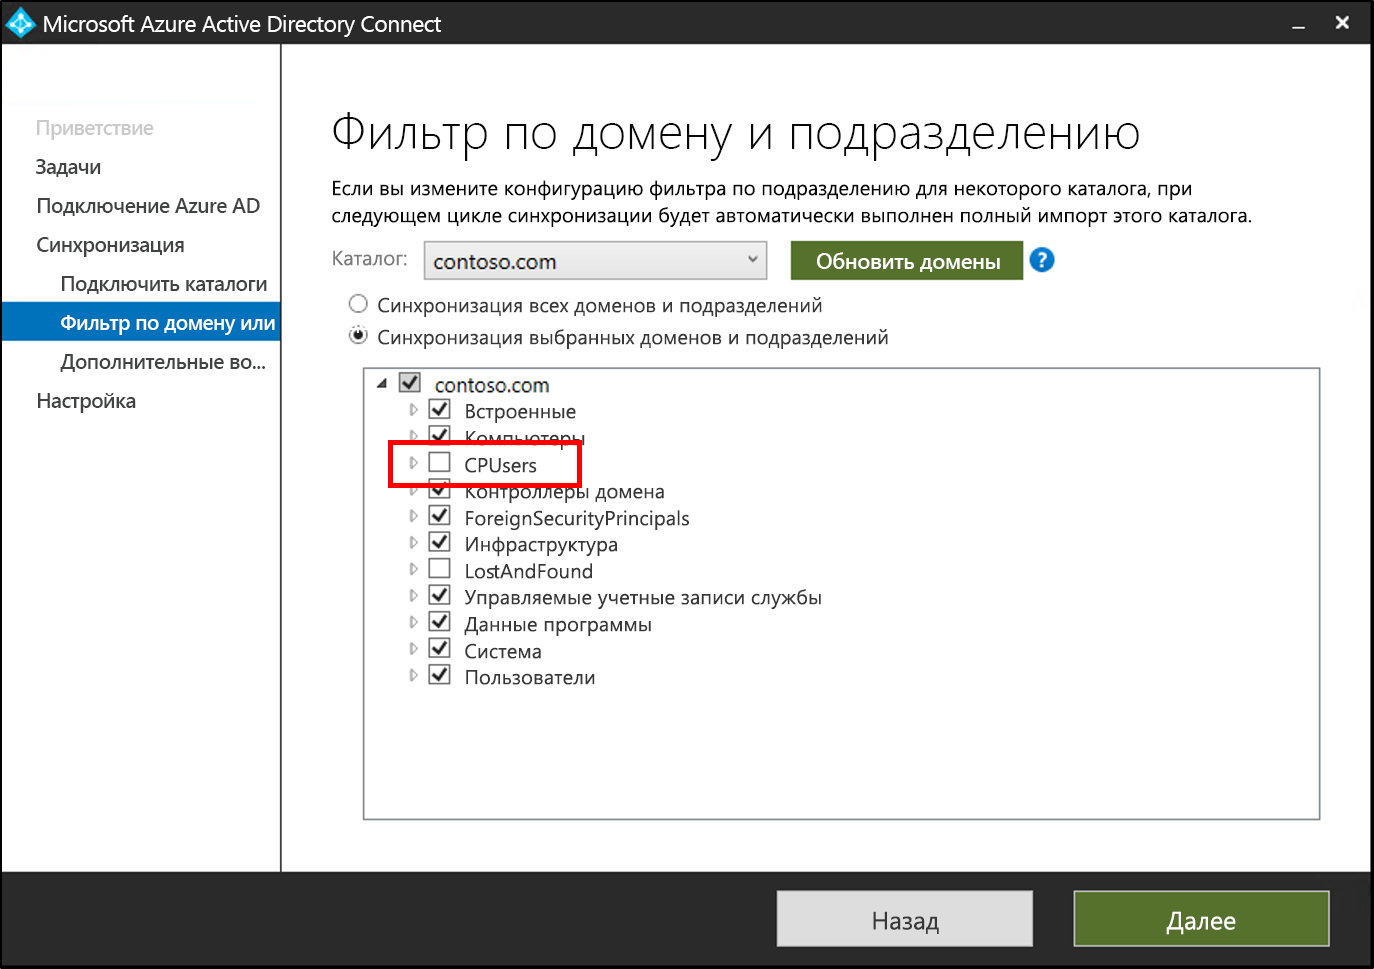 Microsoft Azure Active Directory Connect
Приветствие
Задачи
Подключение Azure AD
Синхронизация
Подключить каталоги
Фильтр по домену или
Дополнительные во...
Настройка
Фильтр по домену и подразделению
Если вы измените конфигурацию фильтра по подразделению для некоторого каталога, при
следующем цикле синхронизации будет автоматически выполнен полный импорт этого каталога.
Каталог: contoso.com Обновить домены ?
Синхронизация всех доменов и подразделений
Синхронизация выбранных доменов и подразделений
contoso.com
Встроенные
Компьютеры
CPUsers
Контроллеры домена
ForeignSecurityPrincipals
Инфраструктура
LostAndFound
Управляемые учетные записи службы
Данные программы
Система
Пользователи
Назад Далее